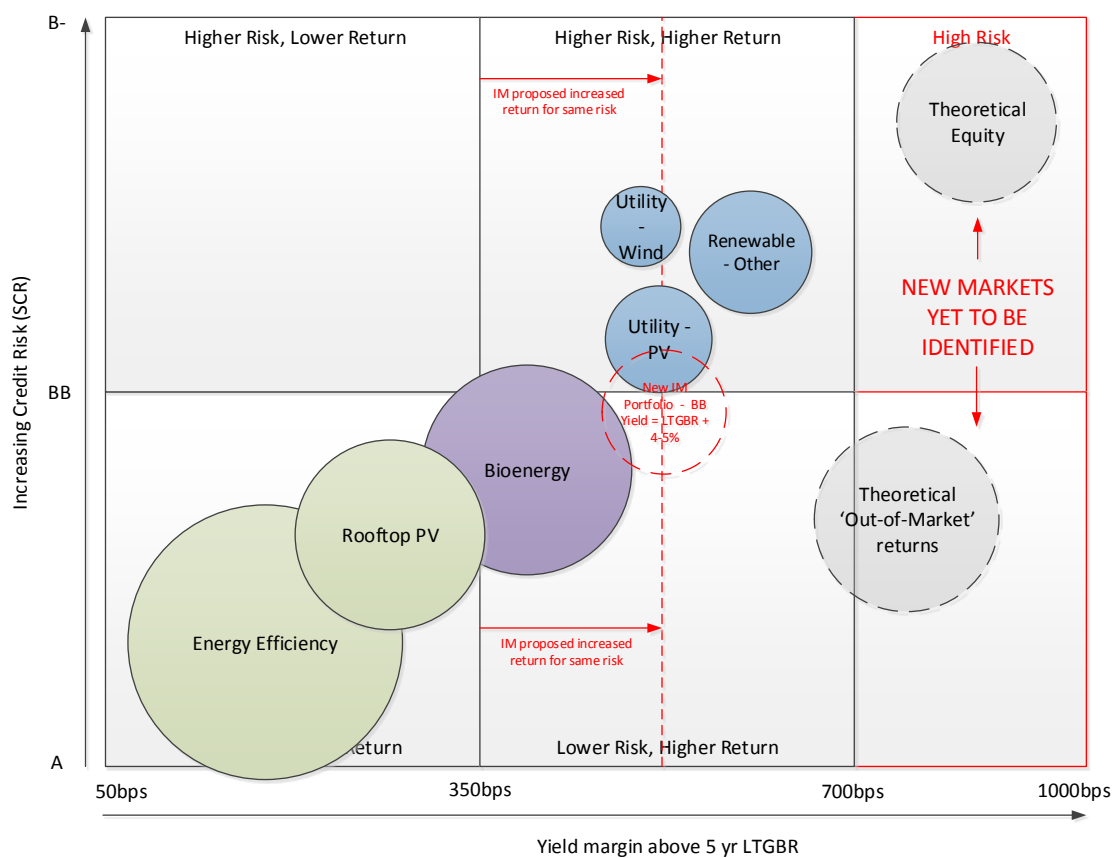 B-
Higher Risk, Lower Return
Higher Risk, Higher Return
High Risk
IM proposed increased
return for same risk
Theoretical
Equity
Utility
-
Wind
Renewable
- Other
NEW MARKETS
YET TO BE
IDENTIFIED
Utility -
PV
Increasing Credit Risk (SCR)
BB
New IM
Portfolio - BB
Yield = LTGBR +
4-5%
Bioenergy
Theoretical
‘Out-of-Market’
returns
Rooftop PV
Energy Efficiency
IM proposed increased
return for same risk
Return
Lower Risk, Higher Return
A
50bps
350bps
700bps
1000bps
Yield margin above 5 yr LTGBR